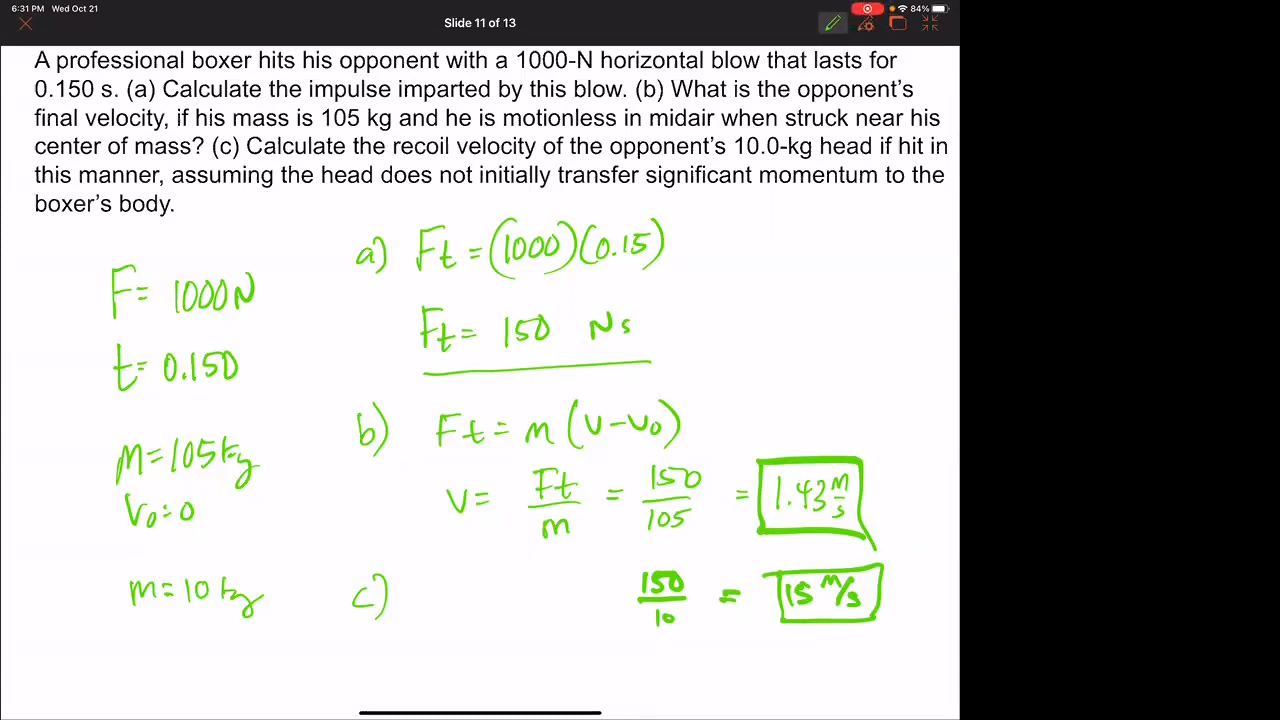 6:31 PM Wed Oct 21
84%
Slide 11 of 13
A professional boxer hits his opponent with a 1000-N horizontal blow that lasts for
0.150 s. (a) Calculate the impulse imparted by this blow. (b) What is the opponent's
final velocity, if his mass is 105 kg and he is motionless in midair when struck near his
center of mass? (c) Calculate the recoil velocity of the opponent's 10.0-kg head if hit in
this manner, assuming the head does not initially transfer significant momentum to the
boxer's body.
F = 1000 N
t = 0.150
m = 105 kg
V₀ = 0
m = 10 kg
a) Ft = (1000)(0.15)
Ft = 150 Ns
b) Ft = m (V - V₀)
V = Ft/m = 150/105 = 1.43 m/s
c) 150/10 = 15 m/s